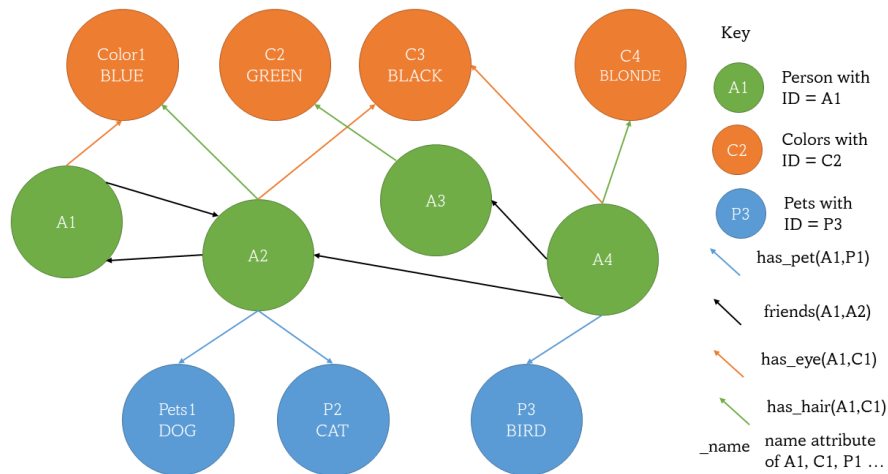 Color1
BLUE
C2
GREEN
C3
BLACK
C4
BLONDE
A1
A2
A3
A4
Pets1
DOG
P2
CAT
P3
BIRD
Key
A1
Person with
ID = A1
C2
Colors with
ID = C2
P3
Pets with
ID = P3
has_pet(A1,P1)
friends(A1,A2)
has_eye(A1,C1)
has_hair(A1,C1)
_name
name attribute
of A1, C1, P1 ...